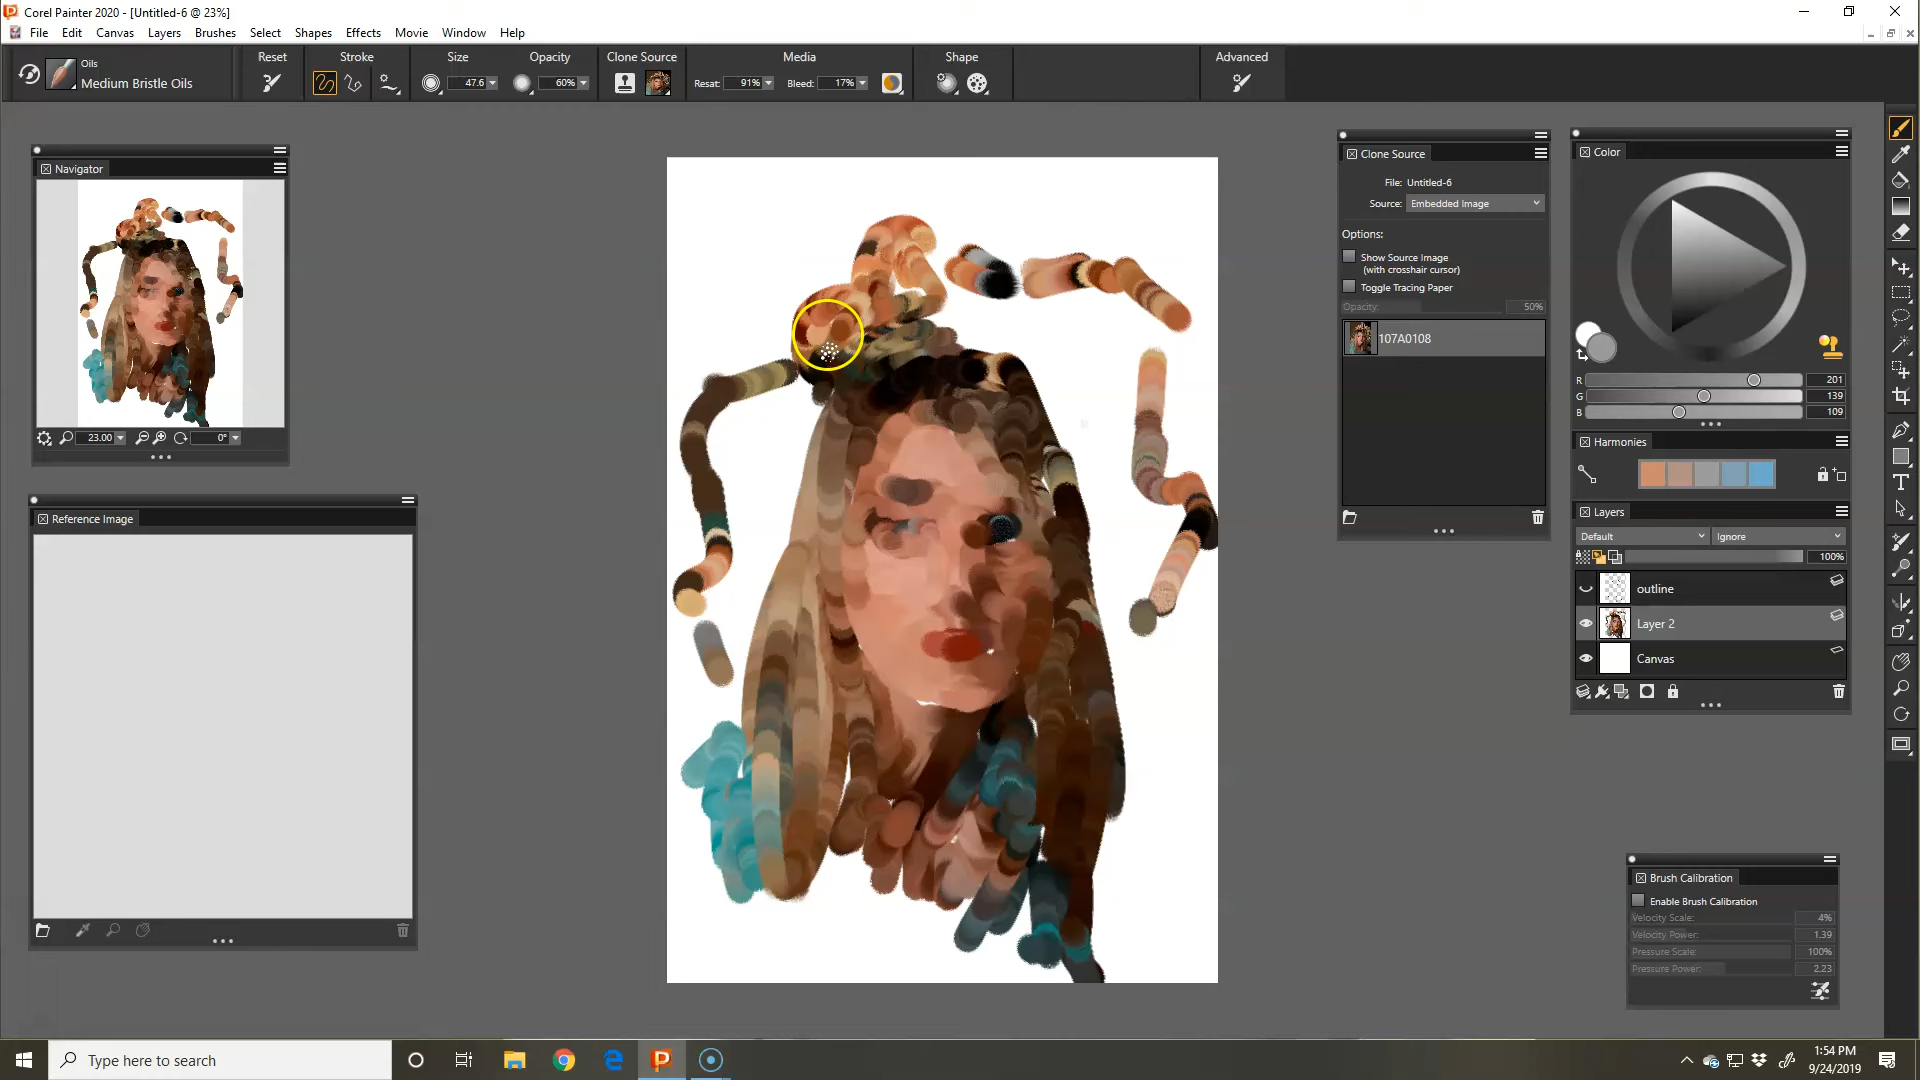 Corel Painter 2020 - [Untitled-6 @ 23%]
File Edit Canvas Layers Brushes Select Shapes Effects Movie Window Help
Oils
Medium Bristle Oils
Reset
Stroke
Size
47.6
Opacity
60%
Clone Source
Media
Resat: 91%
Bleed: 17%
Shape
Advanced
Navigator
23.00
0°
Reference Image
Clone Source
File: Untitled-6
Source: Embedded Image
Options:
Show Source Image
(with crosshair cursor)
Toggle Tracing Paper
Opacity: 50%
107A0108
Color
R 201
G 139
B 109
Harmonies
Layers
Default
Ignore
100%
outline
Layer 2
Canvas
Brush Calibration
Enable Brush Calibration
Velocity Scale: 4%
Velocity Power: 1.39
Pressure Scale: 100%
Pressure Power: 2.23
Type here to search
1:54 PM
9/24/2019